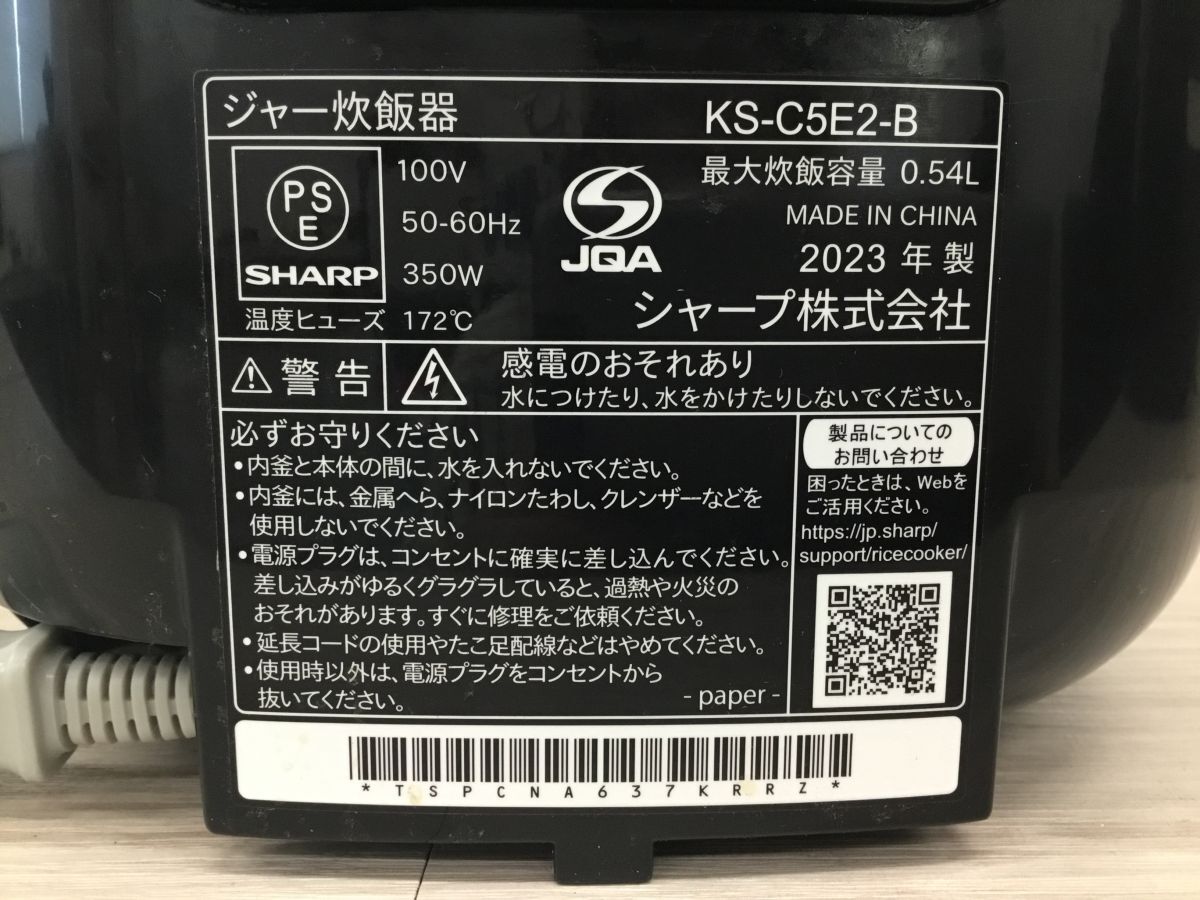 ジャー炊飯器 KS-C5E2-B
PS
E
SHARP
100V
50-60Hz
350W
温度ヒューズ 172℃
JQA
最大炊飯容量 0.54L
MADE IN CHINA
2023 年 製
シャープ株式会社
警告
感電のおそれあり
水につけたり、水をかけたりしないでください。
必ずお守りください
•内釜と本体の間に、水を入れないでください。
•内釜には、金属へら、ナイロンたわし、クレンザーなどを
使用しないでください。
•電源プラグは、コンセントに確実に差し込んでください。
差し込みがゆるくグラグラしていると、過熱や火災の
おそれがあります。すぐに修理をご依頼ください。
•延長コードの使用やたこ足配線などはやめてください。
•使用時以外は、電源プラグをコンセントから
抜いてください。
- paper -
製品についての
お問い合わせ
困ったときは、Webを
ご活用ください。
https://jp.sharp/
support/ricecooker/
*TSPCNA637KRRZ*